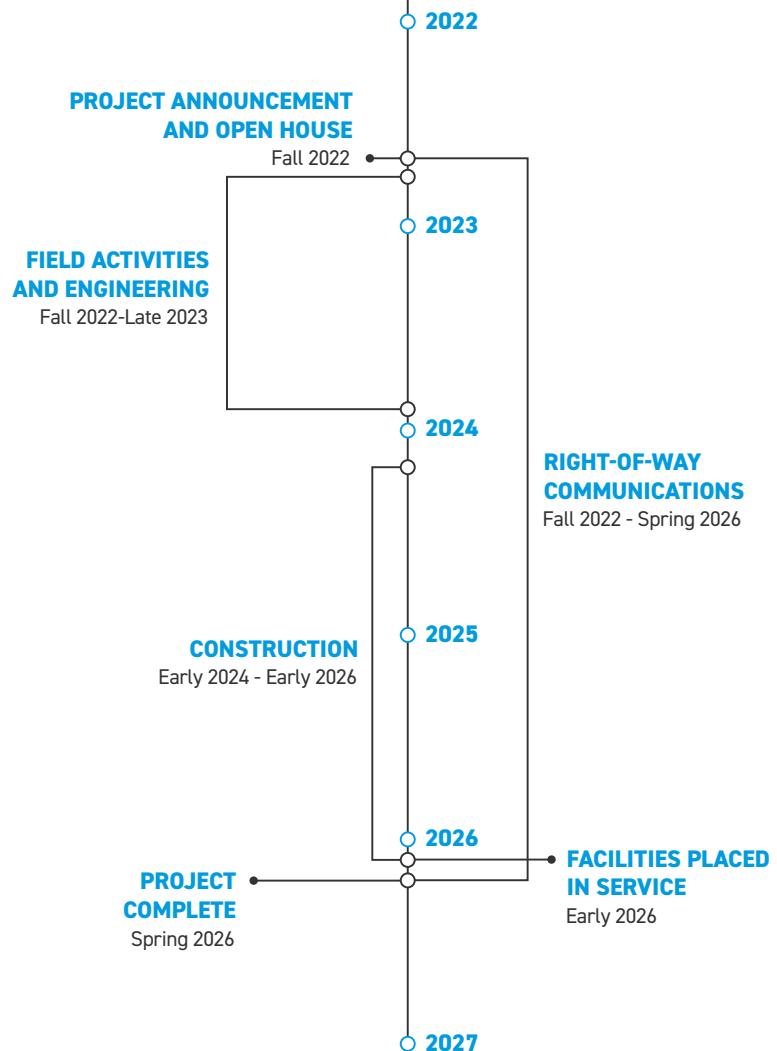 2022
PROJECT ANNOUNCEMENT
AND OPEN HOUSE
Fall 2022
2023
FIELD ACTIVITIES
AND ENGINEERING
Fall 2022-Late 2023
2024
RIGHT-OF-WAY
COMMUNICATIONS
Fall 2022 - Spring 2026
2025
CONSTRUCTION
Early 2024 - Early 2026
2026
FACILITIES PLACED
IN SERVICE
Early 2026
PROJECT
COMPLETE
Spring 2026
2027